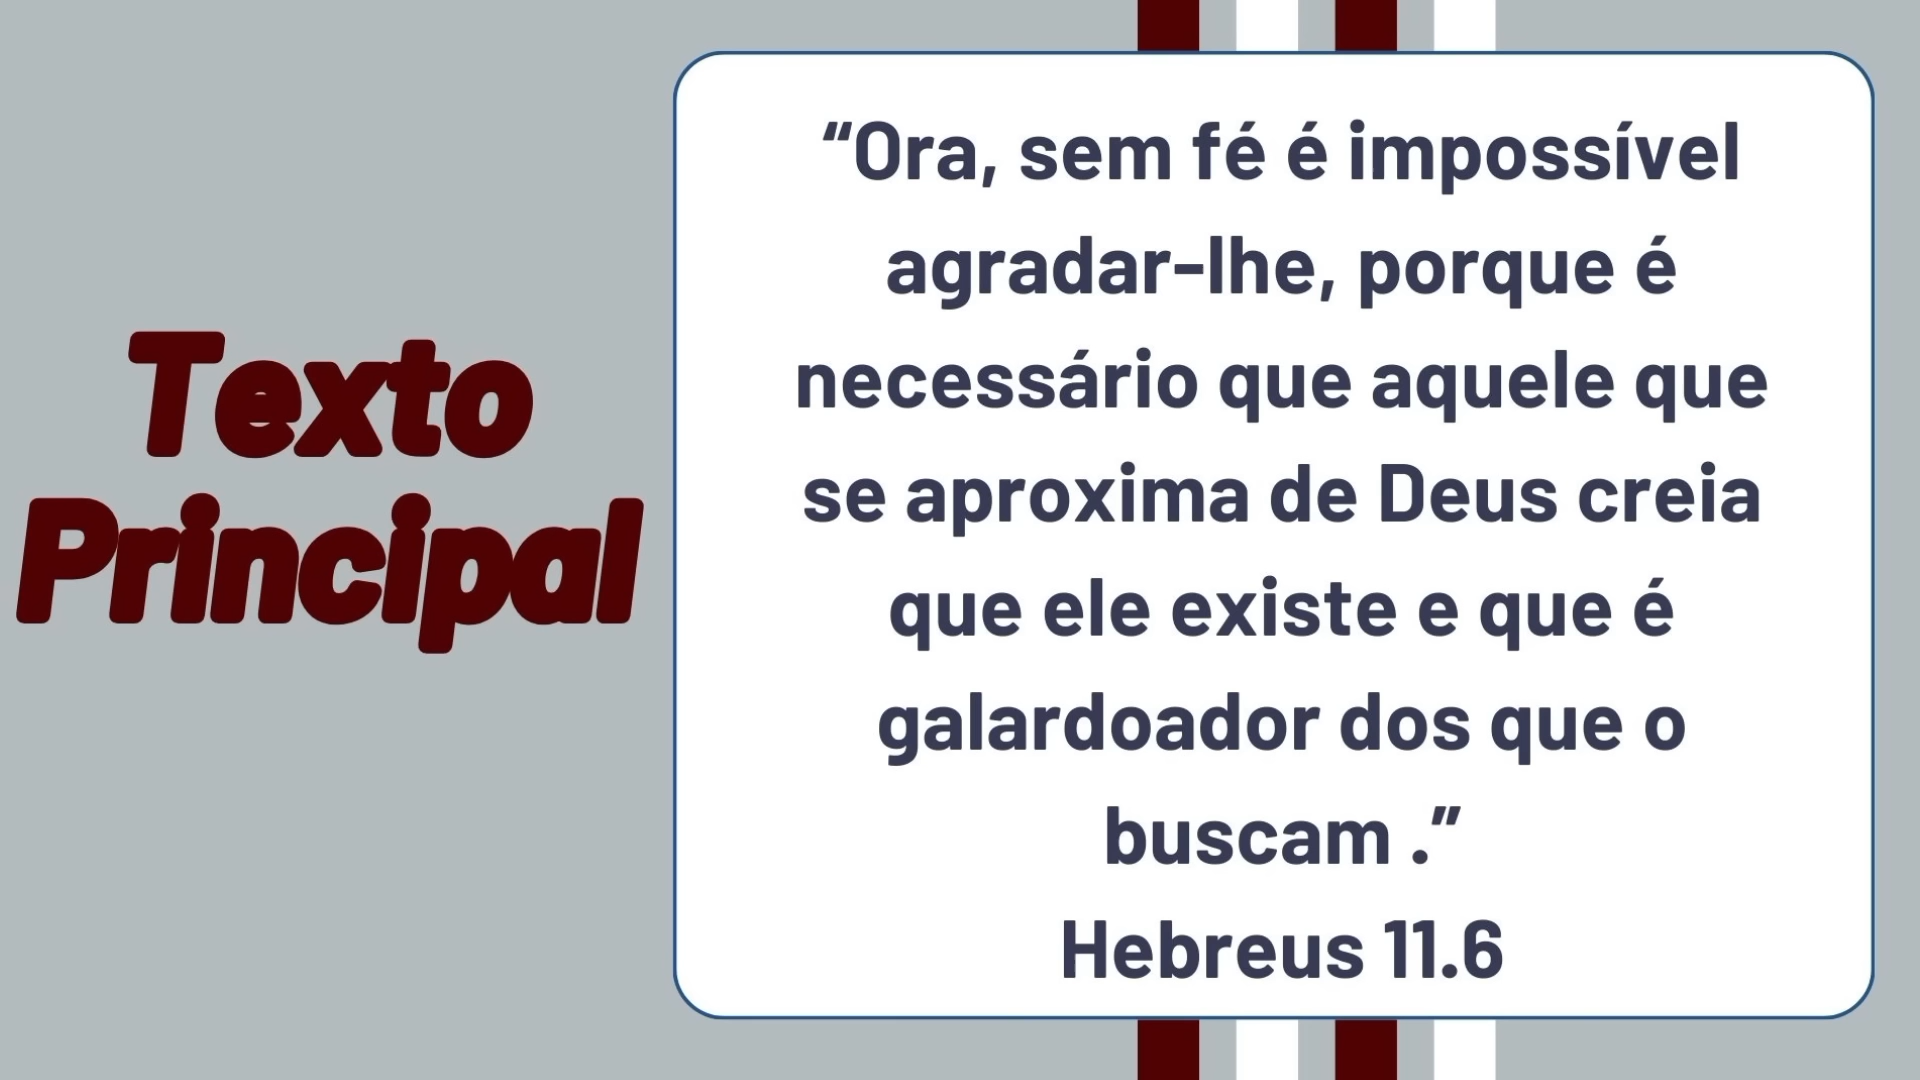 Texto
Principal
“Ora, sem fé é impossível
agradar-lhe, porque é
necessário que aquele que
se aproxima de Deus creia
que ele existe e que é
galardoador dos que o
buscam .”
Hebreus 11.6